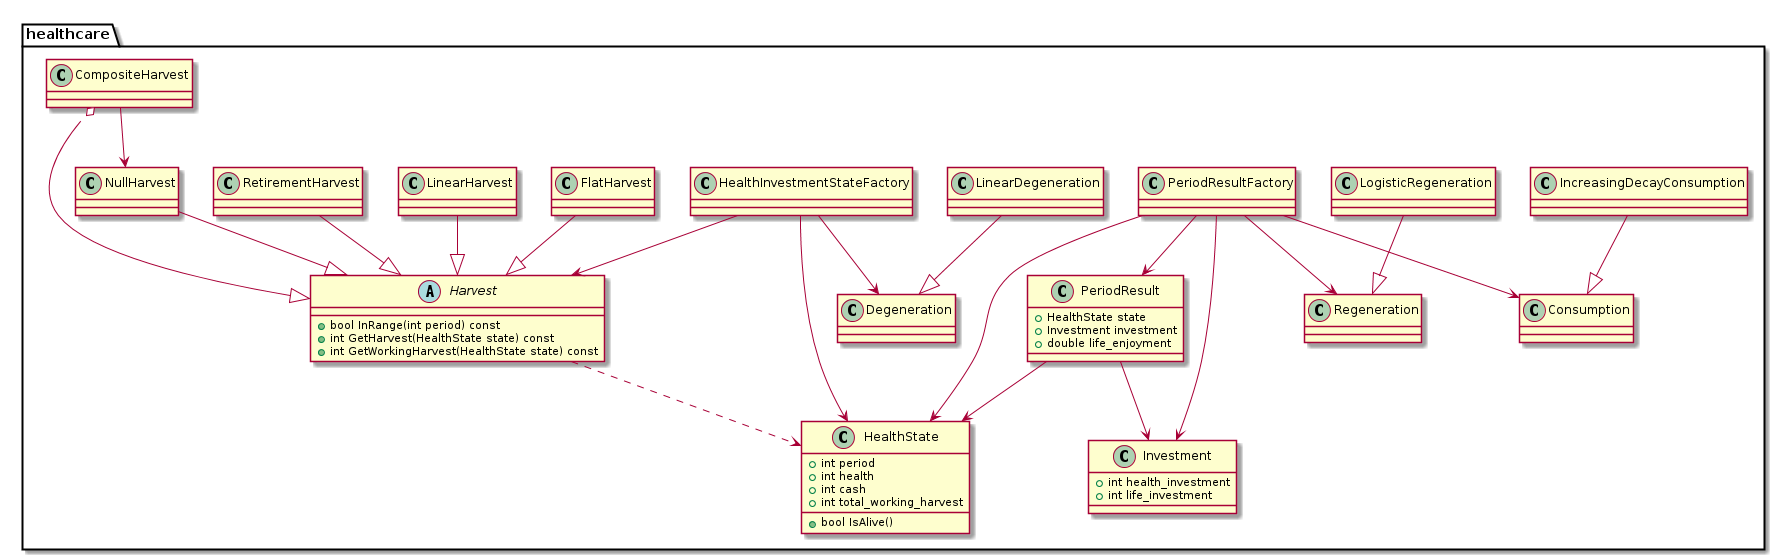 healthcare
C CompositeHarvest
C NullHarvest
C RetirementHarvest
C LinearHarvest
C FlatHarvest
C HealthInvestmentStateFactory
C LinearDegeneration
C PeriodResultFactory
C LogisticRegeneration
C IncreasingDecayConsumption
A Harvest
bool InRange(int period) const
int GetHarvest(HealthState state) const
int GetWorkingHarvest(HealthState state) const
C Degeneration
C PeriodResult
HealthState state
Investment investment
double life_enjoyment
C Regeneration
C Consumption
C HealthState
int period
int health
int cash
int total_working_harvest
bool IsAlive()
C Investment
int health_investment
int life_investment